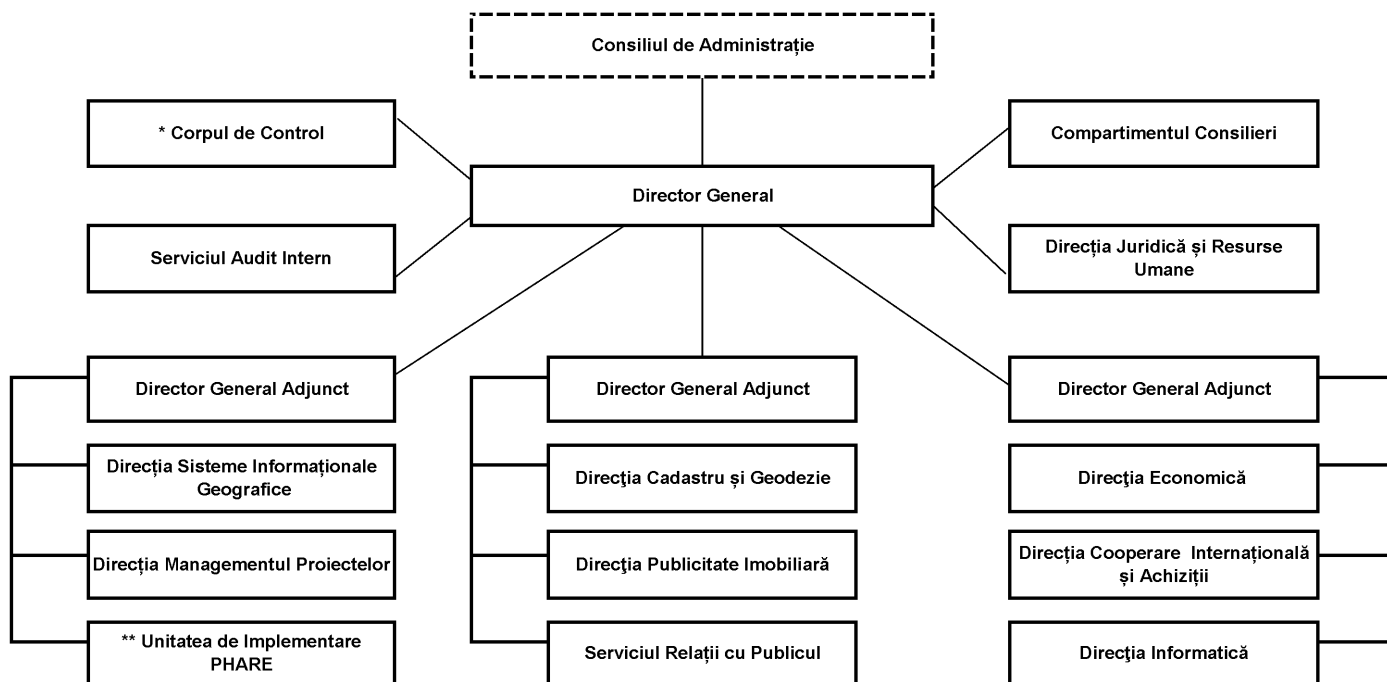 Consiliul de Administrație
* Corpul de Control
Compartimentul Consilieri
Director General
Serviciul Audit Intern
Direcția Juridică și Resurse
Umane
Director General Adjunct
Director General Adjunct
Director General Adjunct
Direcția Sisteme Informaționale
Geografice
Direcţia Cadastru și Geodezie
Direcţia Economică
Direcția Managementul Proiectelor
Direcţia Publicitate Imobiliară
Direcția Cooperare Internațională
și Achiziții
** Unitatea de Implementare
PHARE
Serviciul Relații cu Publicul
Direcţia Informatică